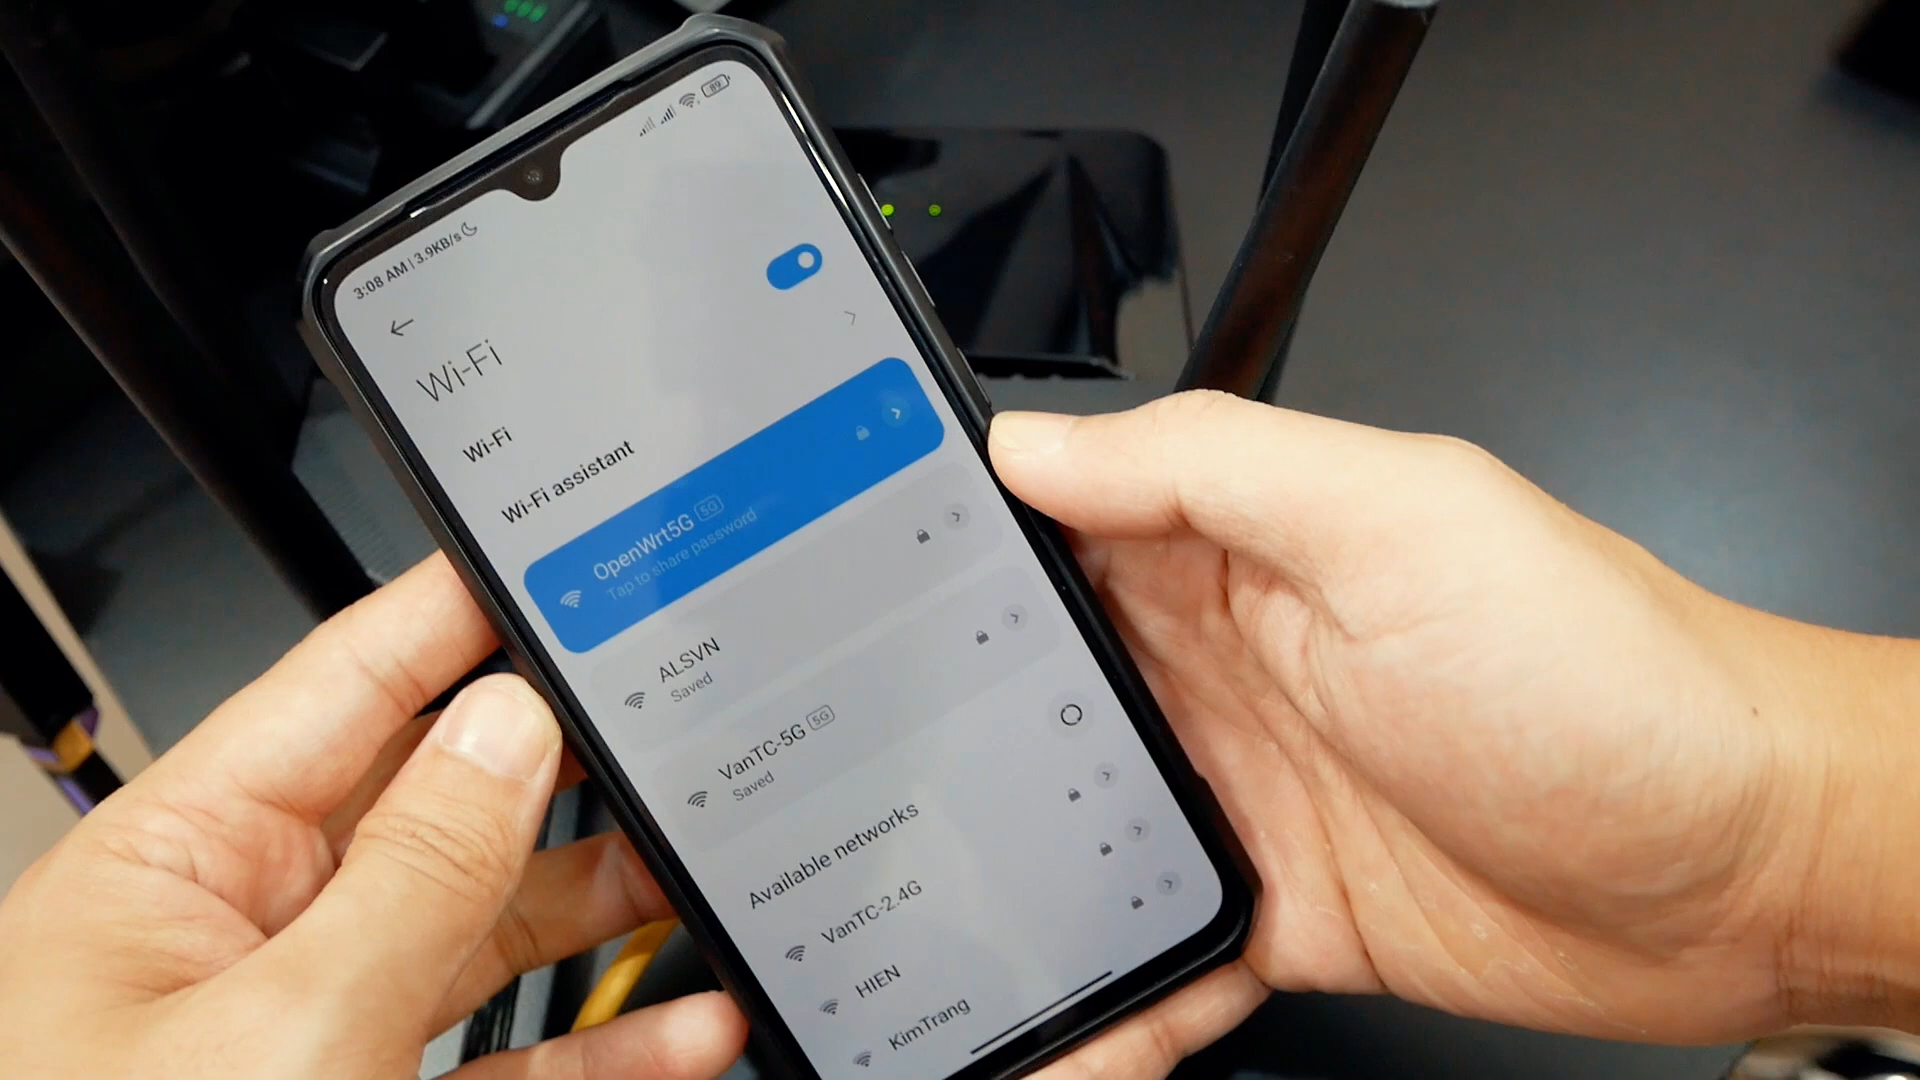 3:08 AM | 3.9KB/s
89
Wi-Fi
Wi-Fi
Wi-Fi assistant
OpenWrt5G 5G
Tap to share password
ALSVN
Saved
VanTC-5G 5G
Saved
Available networks
VanTC-2.4G
HIEN
KimTrang